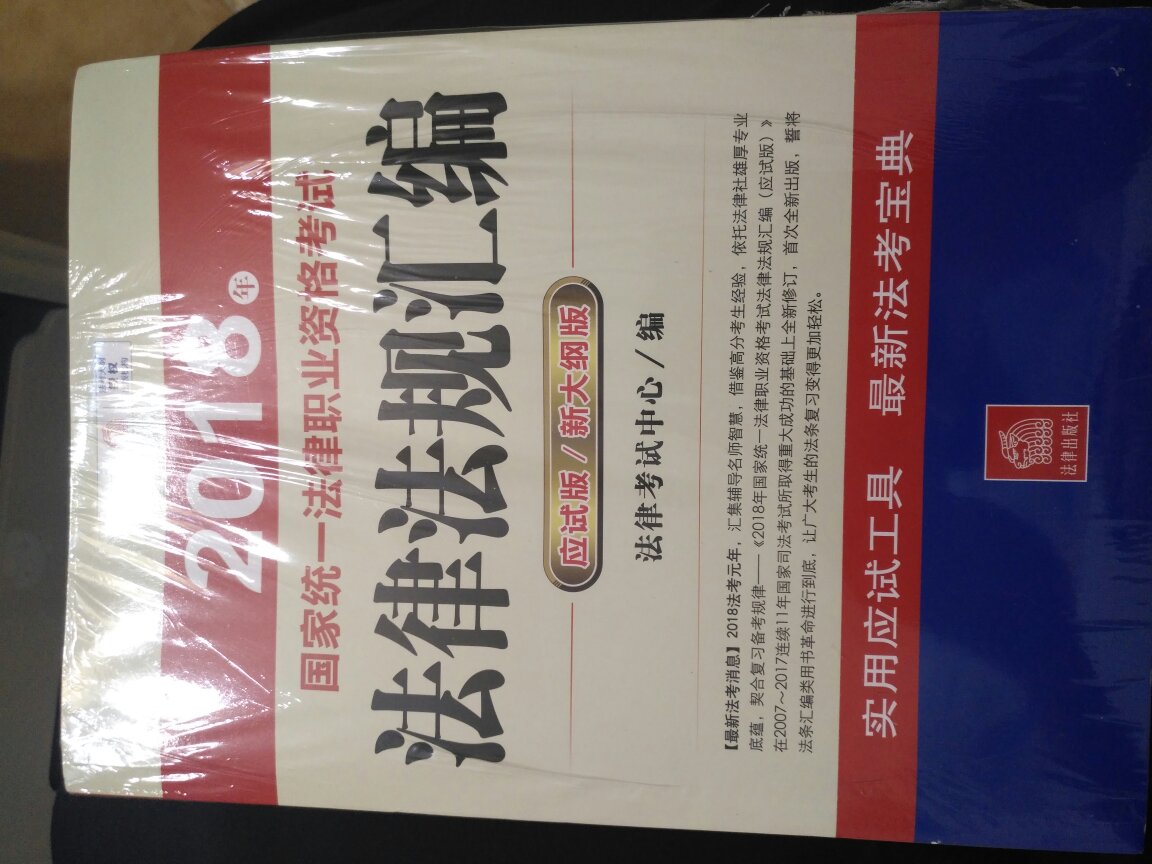 2018年
国家统一法律职业资格考试
法律法规汇编
应试版/新大纲版
法律考试中心/编
【最新法考消息】2018法考元年，汇集辅导名师智慧，借鉴高分考生经验，依托法律社雄厚专业
底蕴，契合复习备考规律——《2018年国家统一法律职业资格考试法律法规汇编（应试版）》
在2007～2017连续11年国家司法考试所取得重大成功的基础上全新修订，首次全新出版，誓将
法条汇编类用书革命进行到底，让广大考生的法条复习变得更加轻松。
实用应试工具 最新法考宝典
法律出版社